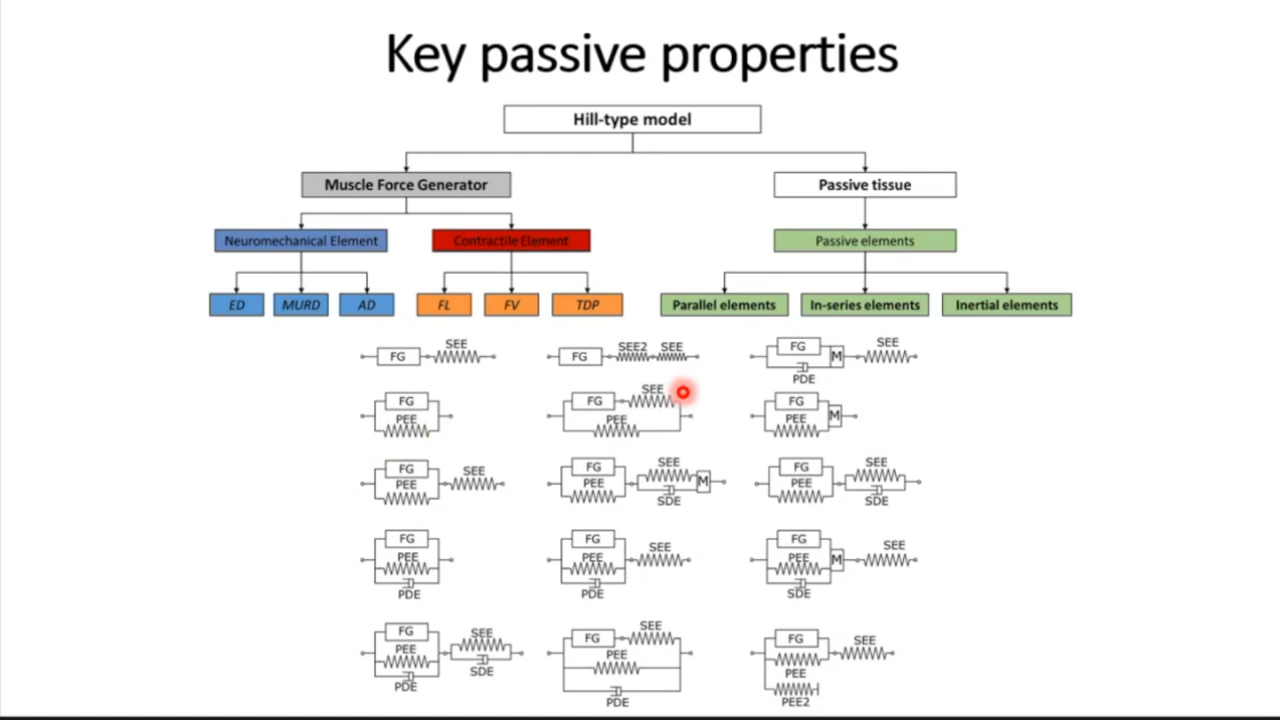 Key passive properties
Hill-type model
Muscle Force Generator
Passive tissue
Neuromechanical Element
Contractile Element
Passive elements
ED
MURD
AD
FL
FV
TDP
Parallel elements
In-series elements
Inertial elements
FG
SEE
FG
SEE2
SEE
FG
M
SEE
PDE
FG
PEE
FG
SEE
PEE
FG
PEE
M
FG
PEE
SEE
FG
PEE
SEE
SDE
M
FG
PEE
SEE
SDE
FG
PEE
PDE
FG
PEE
PDE
SEE
FG
PEE
SDE
M
SEE
FG
PEE
PDE
SEE
SDE
FG
SEE
PEE
PDE
FG
PEE
PEE2
SEE